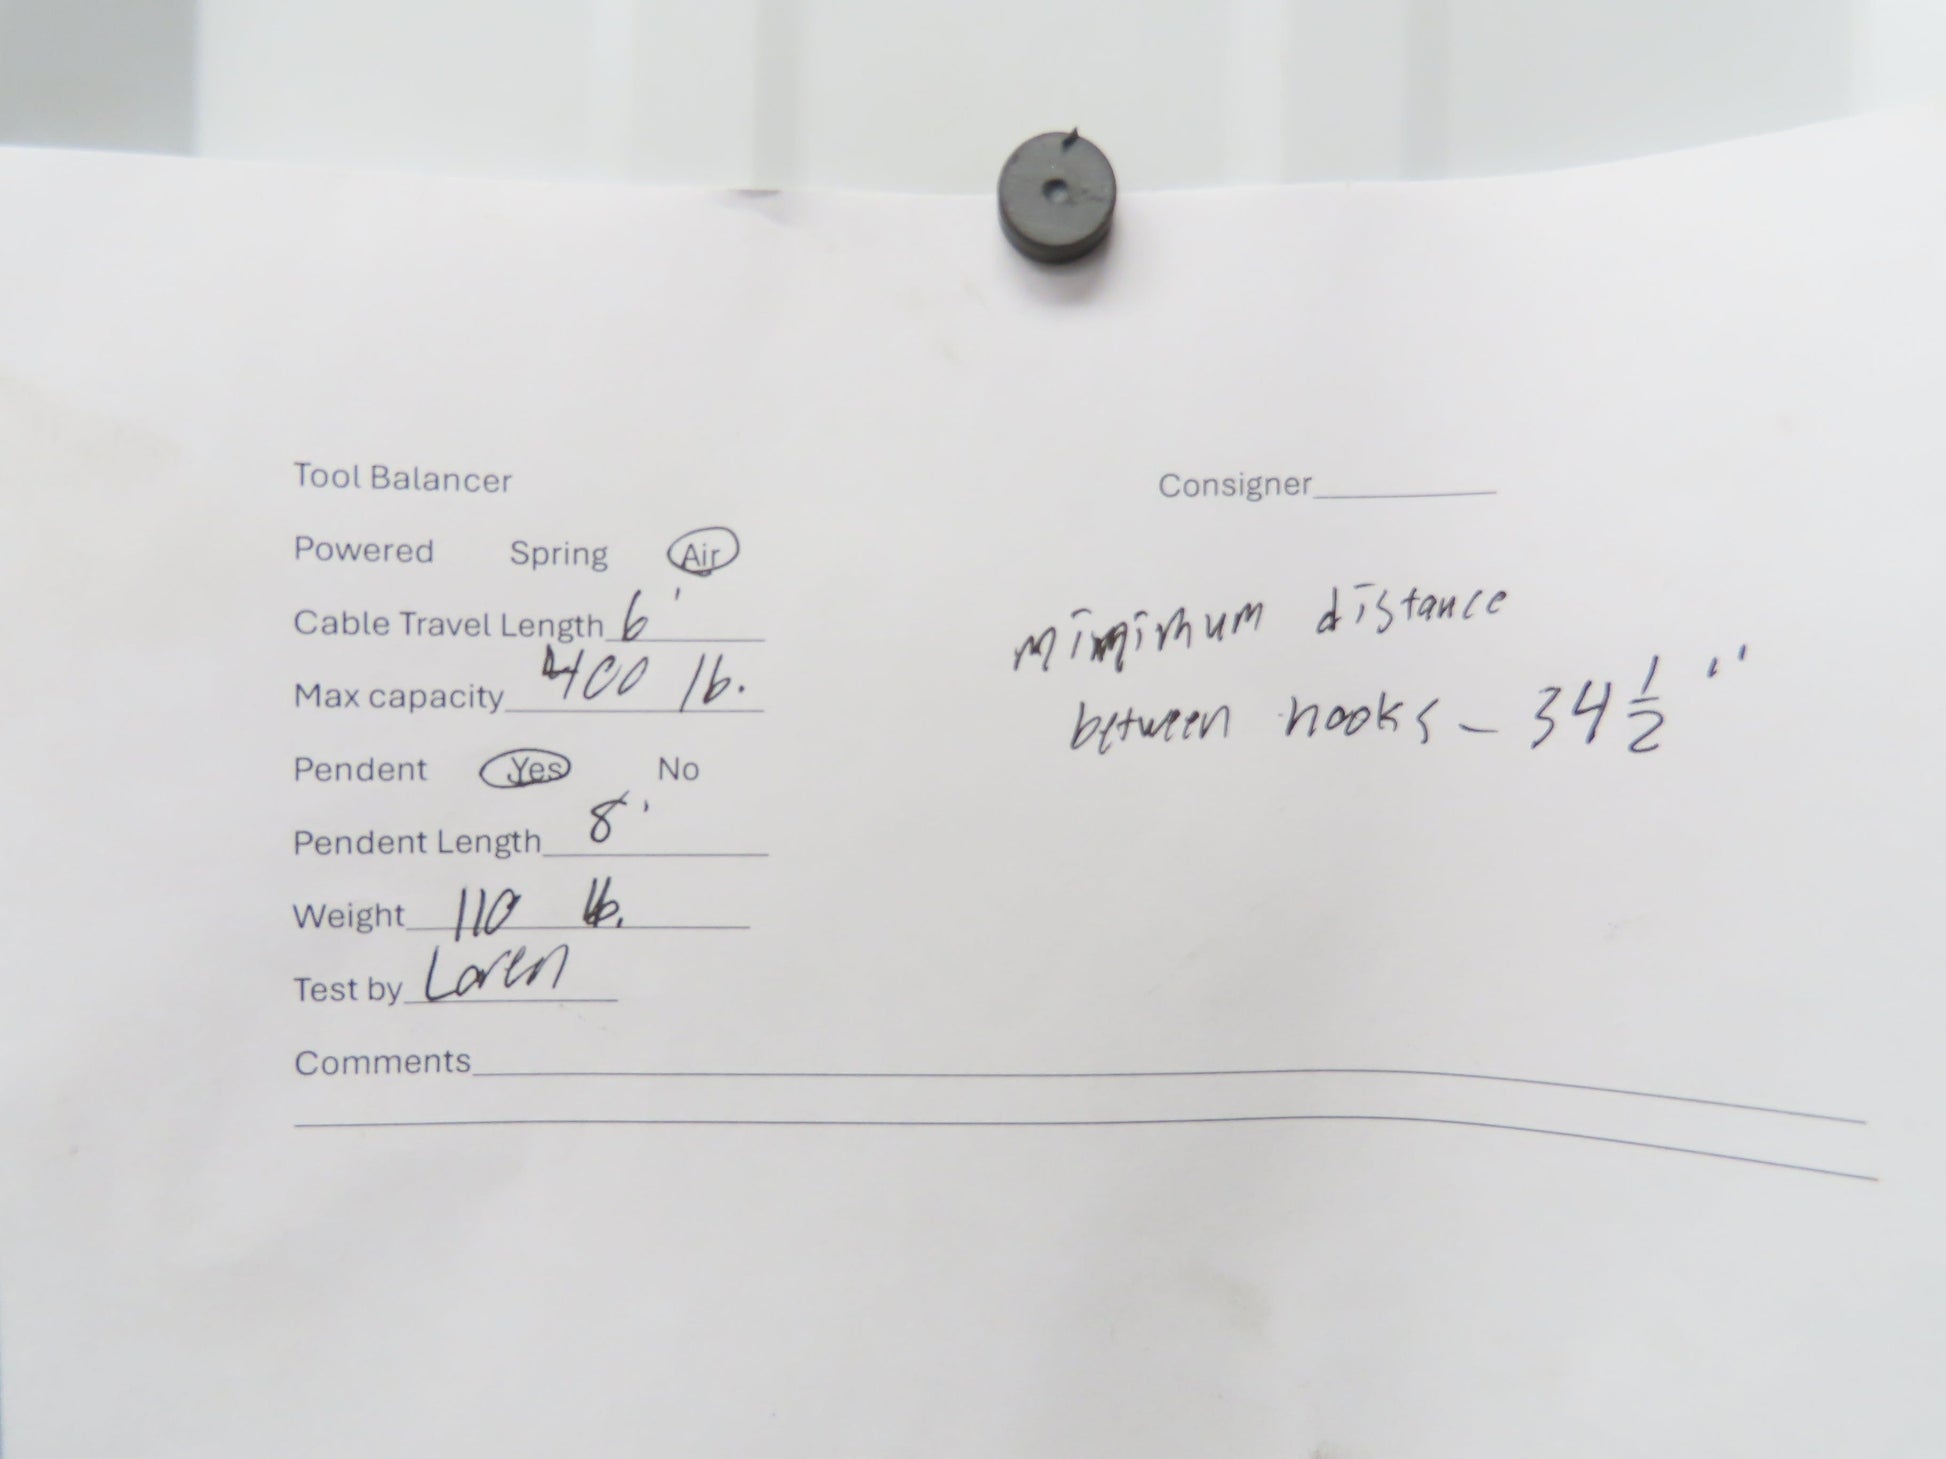 Tool Balancer
Consigner
Powered Spring Air
Cable Travel Length 6'
Max capacity 400 lb.
Pendent Yes No
Pendent Length 8'
Weight 110 lb.
Test by Loren
Comments
minimum distance
between hooks - 34 1/2 "